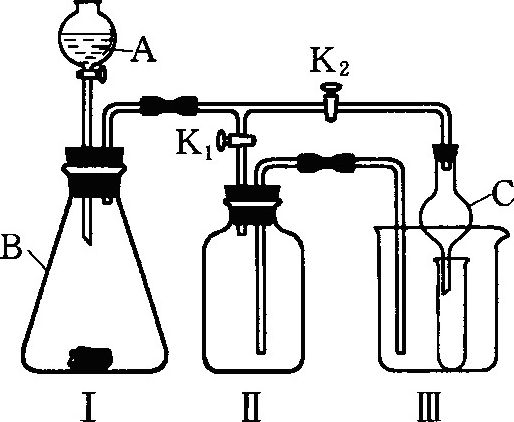 A
K₂
K₁
C
B
Ⅰ
Ⅱ
Ⅲ